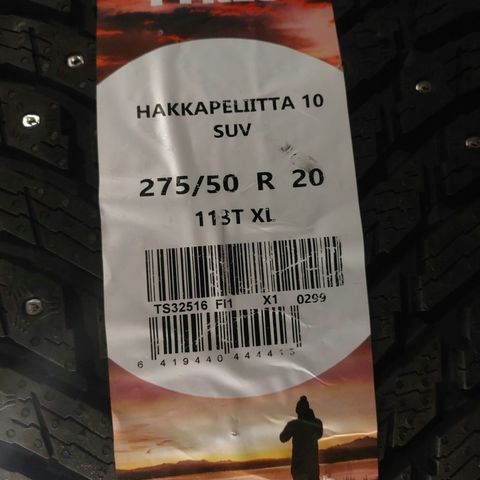 HAKKAPELIITTA 10
SUV
275/50 R 20
113T XL
TS32516 FI1 X1 0299
6 419440 444413